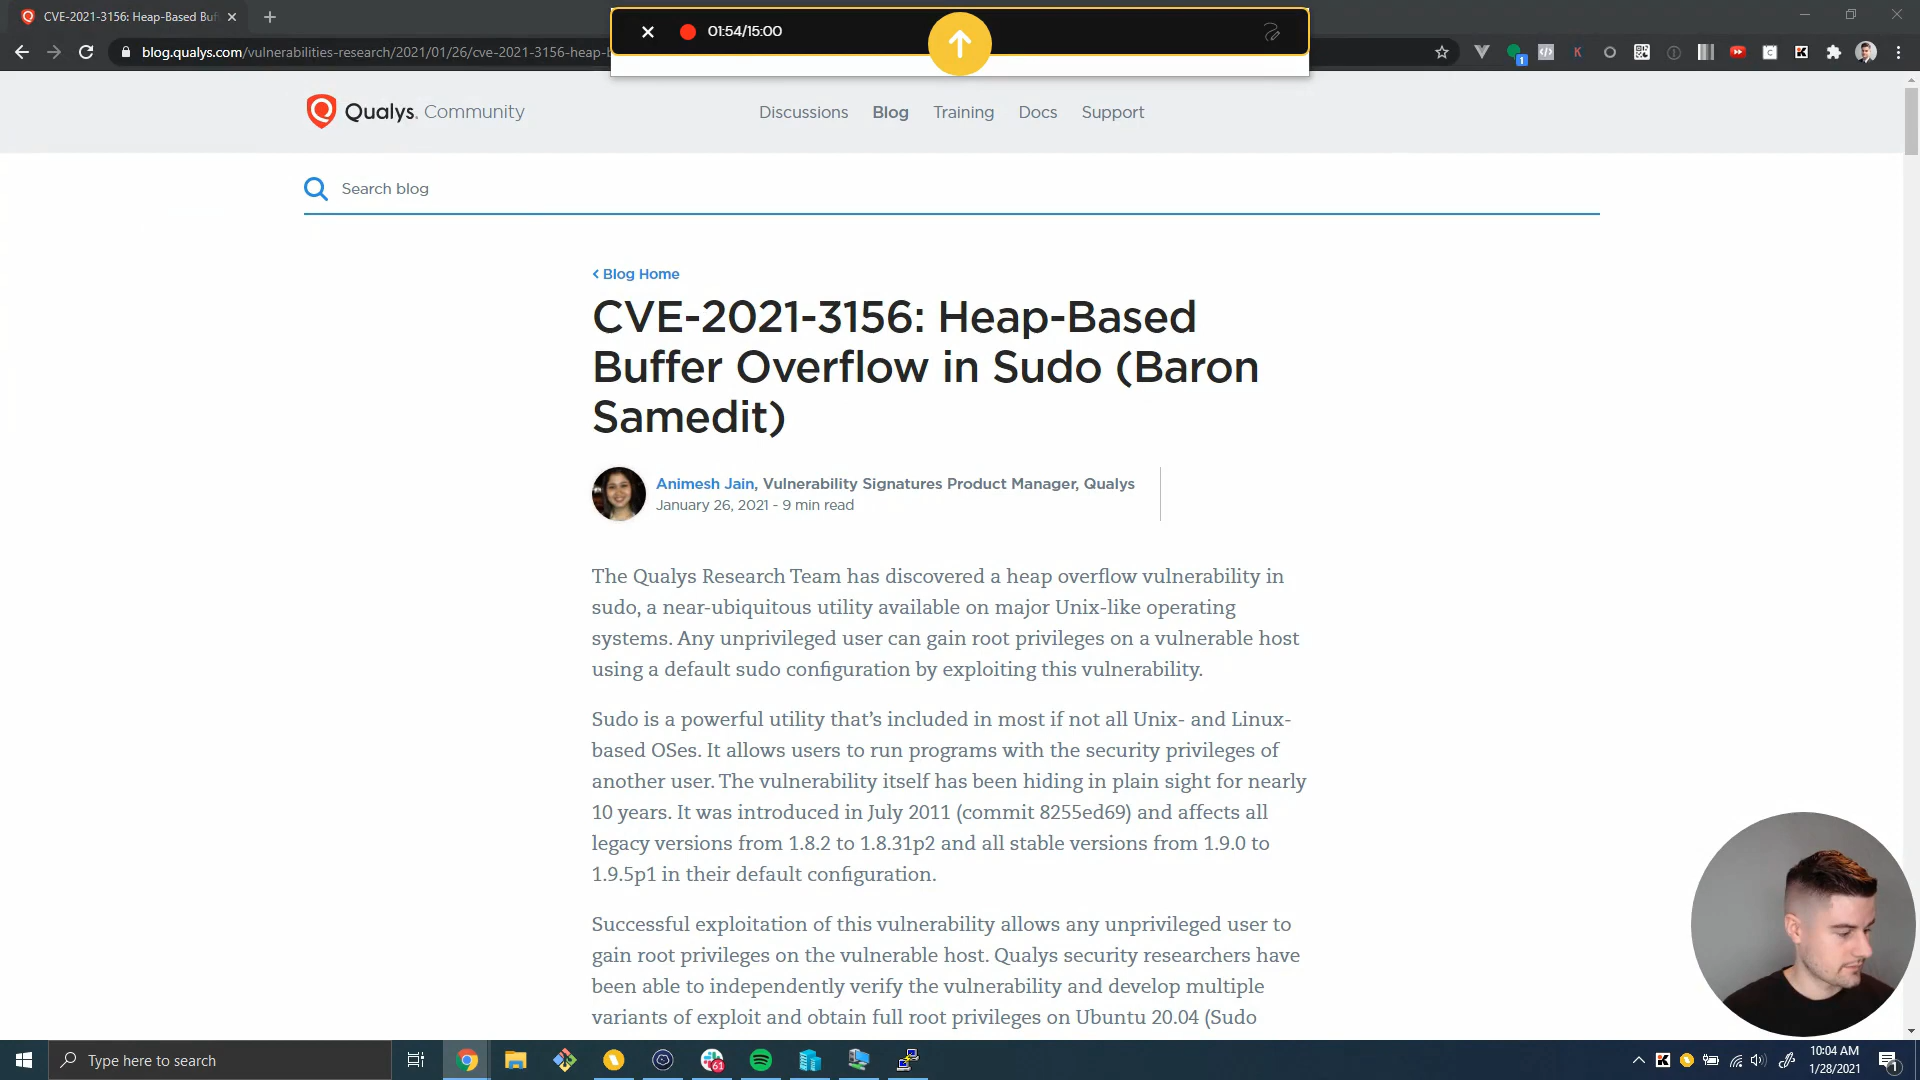 CVE-2021-3156: Heap-Based Buf
01:54/15:00
blog.qualys.com/vulnerabilities-research/2021/01/26/cve-2021-3156-heap-b
1
Qualys. Community
Discussions Blog Training Docs Support
Search blog
< Blog Home
CVE-2021-3156: Heap-Based
Buffer Overflow in Sudo (Baron
Samedit)
Animesh Jain, Vulnerability Signatures Product Manager, Qualys
January 26, 2021 - 9 min read
The Qualys Research Team has discovered a heap overflow vulnerability in
sudo, a near-ubiquitous utility available on major Unix-like operating
systems. Any unprivileged user can gain root privileges on a vulnerable host
using a default sudo configuration by exploiting this vulnerability.
Sudo is a powerful utility that’s included in most if not all Unix- and Linux-
based OSes. It allows users to run programs with the security privileges of
another user. The vulnerability itself has been hiding in plain sight for nearly
10 years. It was introduced in July 2011 (commit 8255ed69) and affects all
legacy versions from 1.8.2 to 1.8.31p2 and all stable versions from 1.9.0 to
1.9.5p1 in their default configuration.
Successful exploitation of this vulnerability allows any unprivileged user to
gain root privileges on the vulnerable host. Qualys security researchers have
been able to independently verify the vulnerability and develop multiple
variants of exploit and obtain full root privileges on Ubuntu 20.04 (Sudo
Type here to search
61
10:04 AM
1/28/2021
1